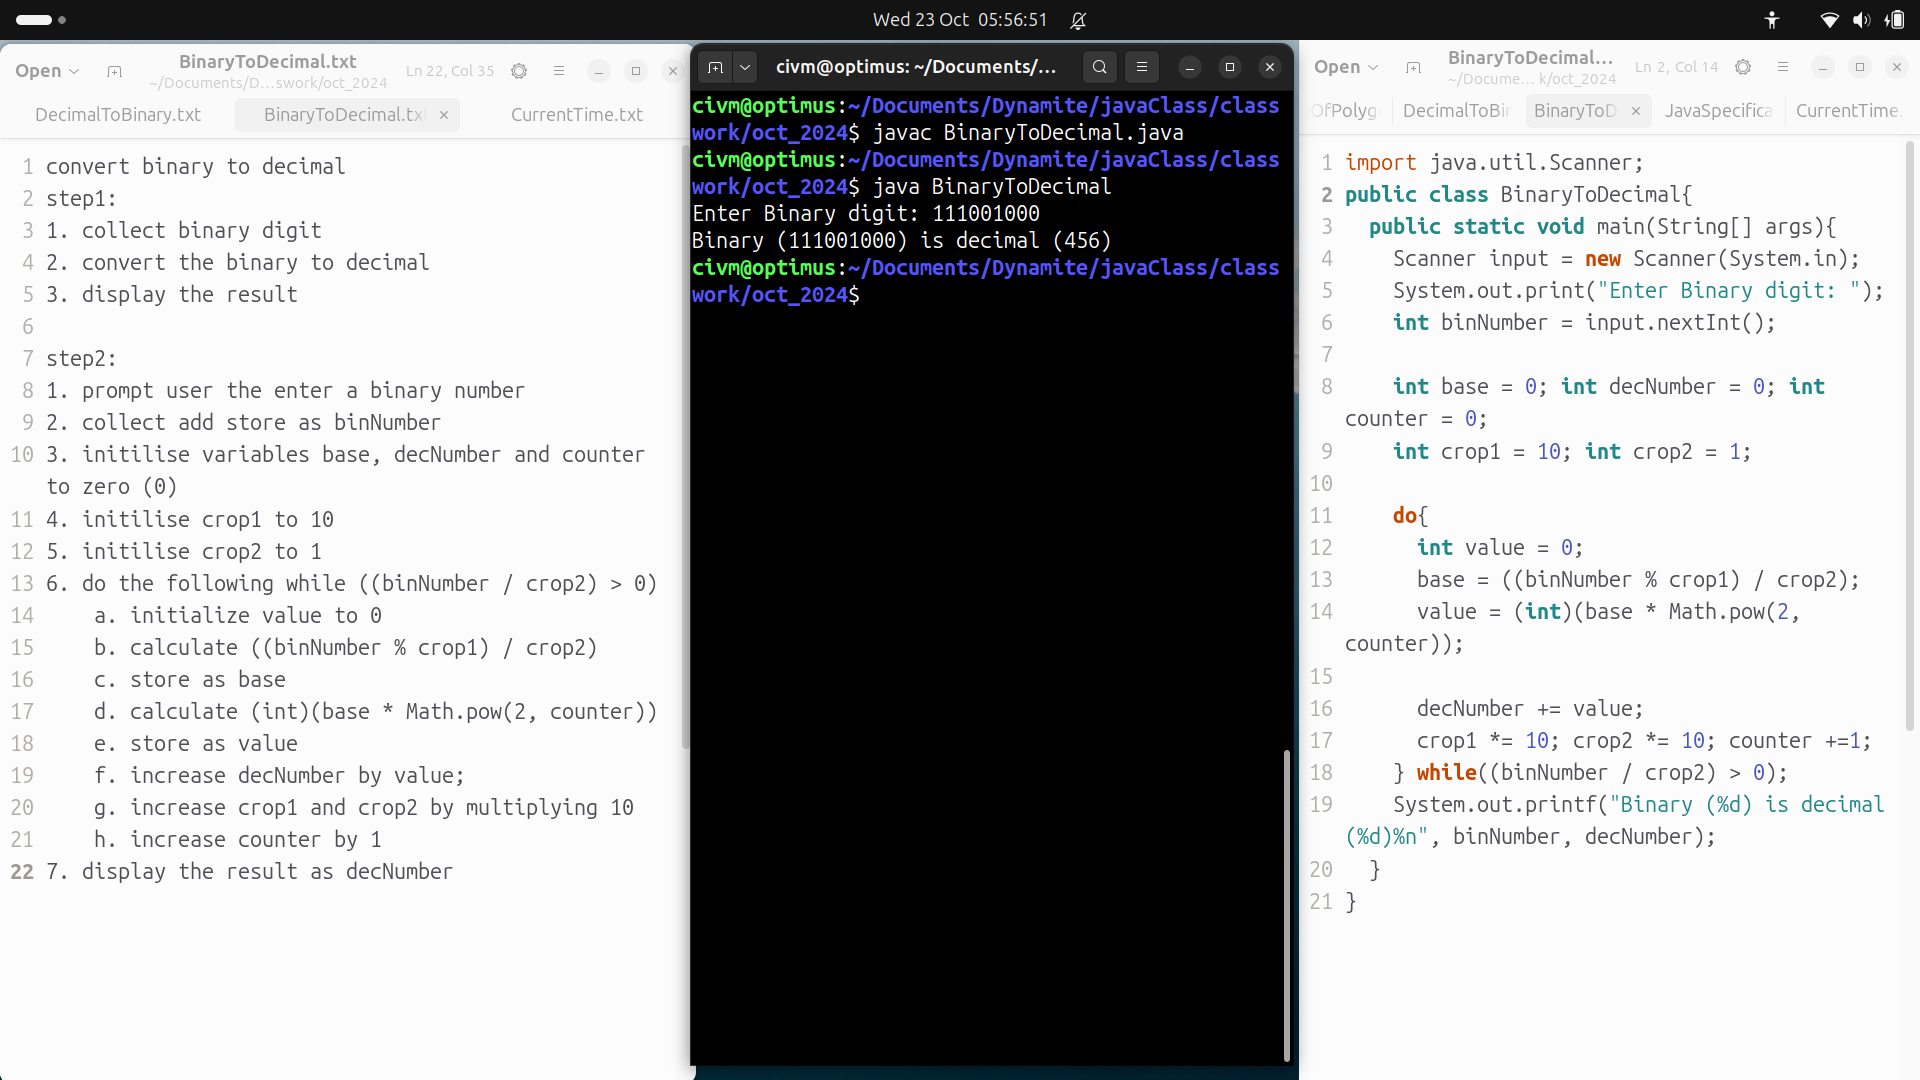 Wed 23 Oct 05:56:51
Open
BinaryToDecimal.txt
~/Documents/D…swork/oct_2024
Ln 22, Col 35
DecimalToBinary.txt
BinaryToDecimal.tx
CurrentTime.txt
1 convert binary to decimal
2 step1:
3 1. collect binary digit
4 2. convert the binary to decimal
5 3. display the result
6
7 step2:
8 1. prompt user the enter a binary number
9 2. collect add store as binNumber
10 3. initilise variables base, decNumber and counter
to zero (0)
11 4. initilise crop1 to 10
12 5. initilise crop2 to 1
13 6. do the following while ((binNumber / crop2) > 0)
14     a. initialize value to 0
15     b. calculate ((binNumber % crop1) / crop2)
16     c. store as base
17     d. calculate (int)(base * Math.pow(2, counter))
18     e. store as value
19     f. increase decNumber by value;
20     g. increase crop1 and crop2 by multiplying 10
21     h. increase counter by 1
22 7. display the result as decNumber
civm@optimus: ~/Documents/…
civm@optimus:~/Documents/Dynamite/javaClass/class
work/oct_2024$ javac BinaryToDecimal.java
civm@optimus:~/Documents/Dynamite/javaClass/class
work/oct_2024$ java BinaryToDecimal
Enter Binary digit: 111001000
Binary (111001000) is decimal (456)
civm@optimus:~/Documents/Dynamite/javaClass/class
work/oct_2024$
Open
BinaryToDecimal…
~/Docume… k/oct_2024
Ln 2, Col 14
OfPolyg
DecimalToBir
BinaryToD
JavaSpecifica
CurrentTime.
1 import java.util.Scanner;
2 public class BinaryToDecimal{
3   public static void main(String[] args){
4     Scanner input = new Scanner(System.in);
5     System.out.print("Enter Binary digit: ");
6     int binNumber = input.nextInt();
7
8     int base = 0; int decNumber = 0; int
counter = 0;
9     int crop1 = 10; int crop2 = 1;
10
11     do{
12       int value = 0;
13       base = ((binNumber % crop1) / crop2);
14       value = (int)(base * Math.pow(2,
counter));
15
16       decNumber += value;
17       crop1 *= 10; crop2 *= 10; counter +=1;
18     } while((binNumber / crop2) > 0);
19     System.out.printf("Binary (%d) is decimal
(%d)%n", binNumber, decNumber);
20   }
21 }